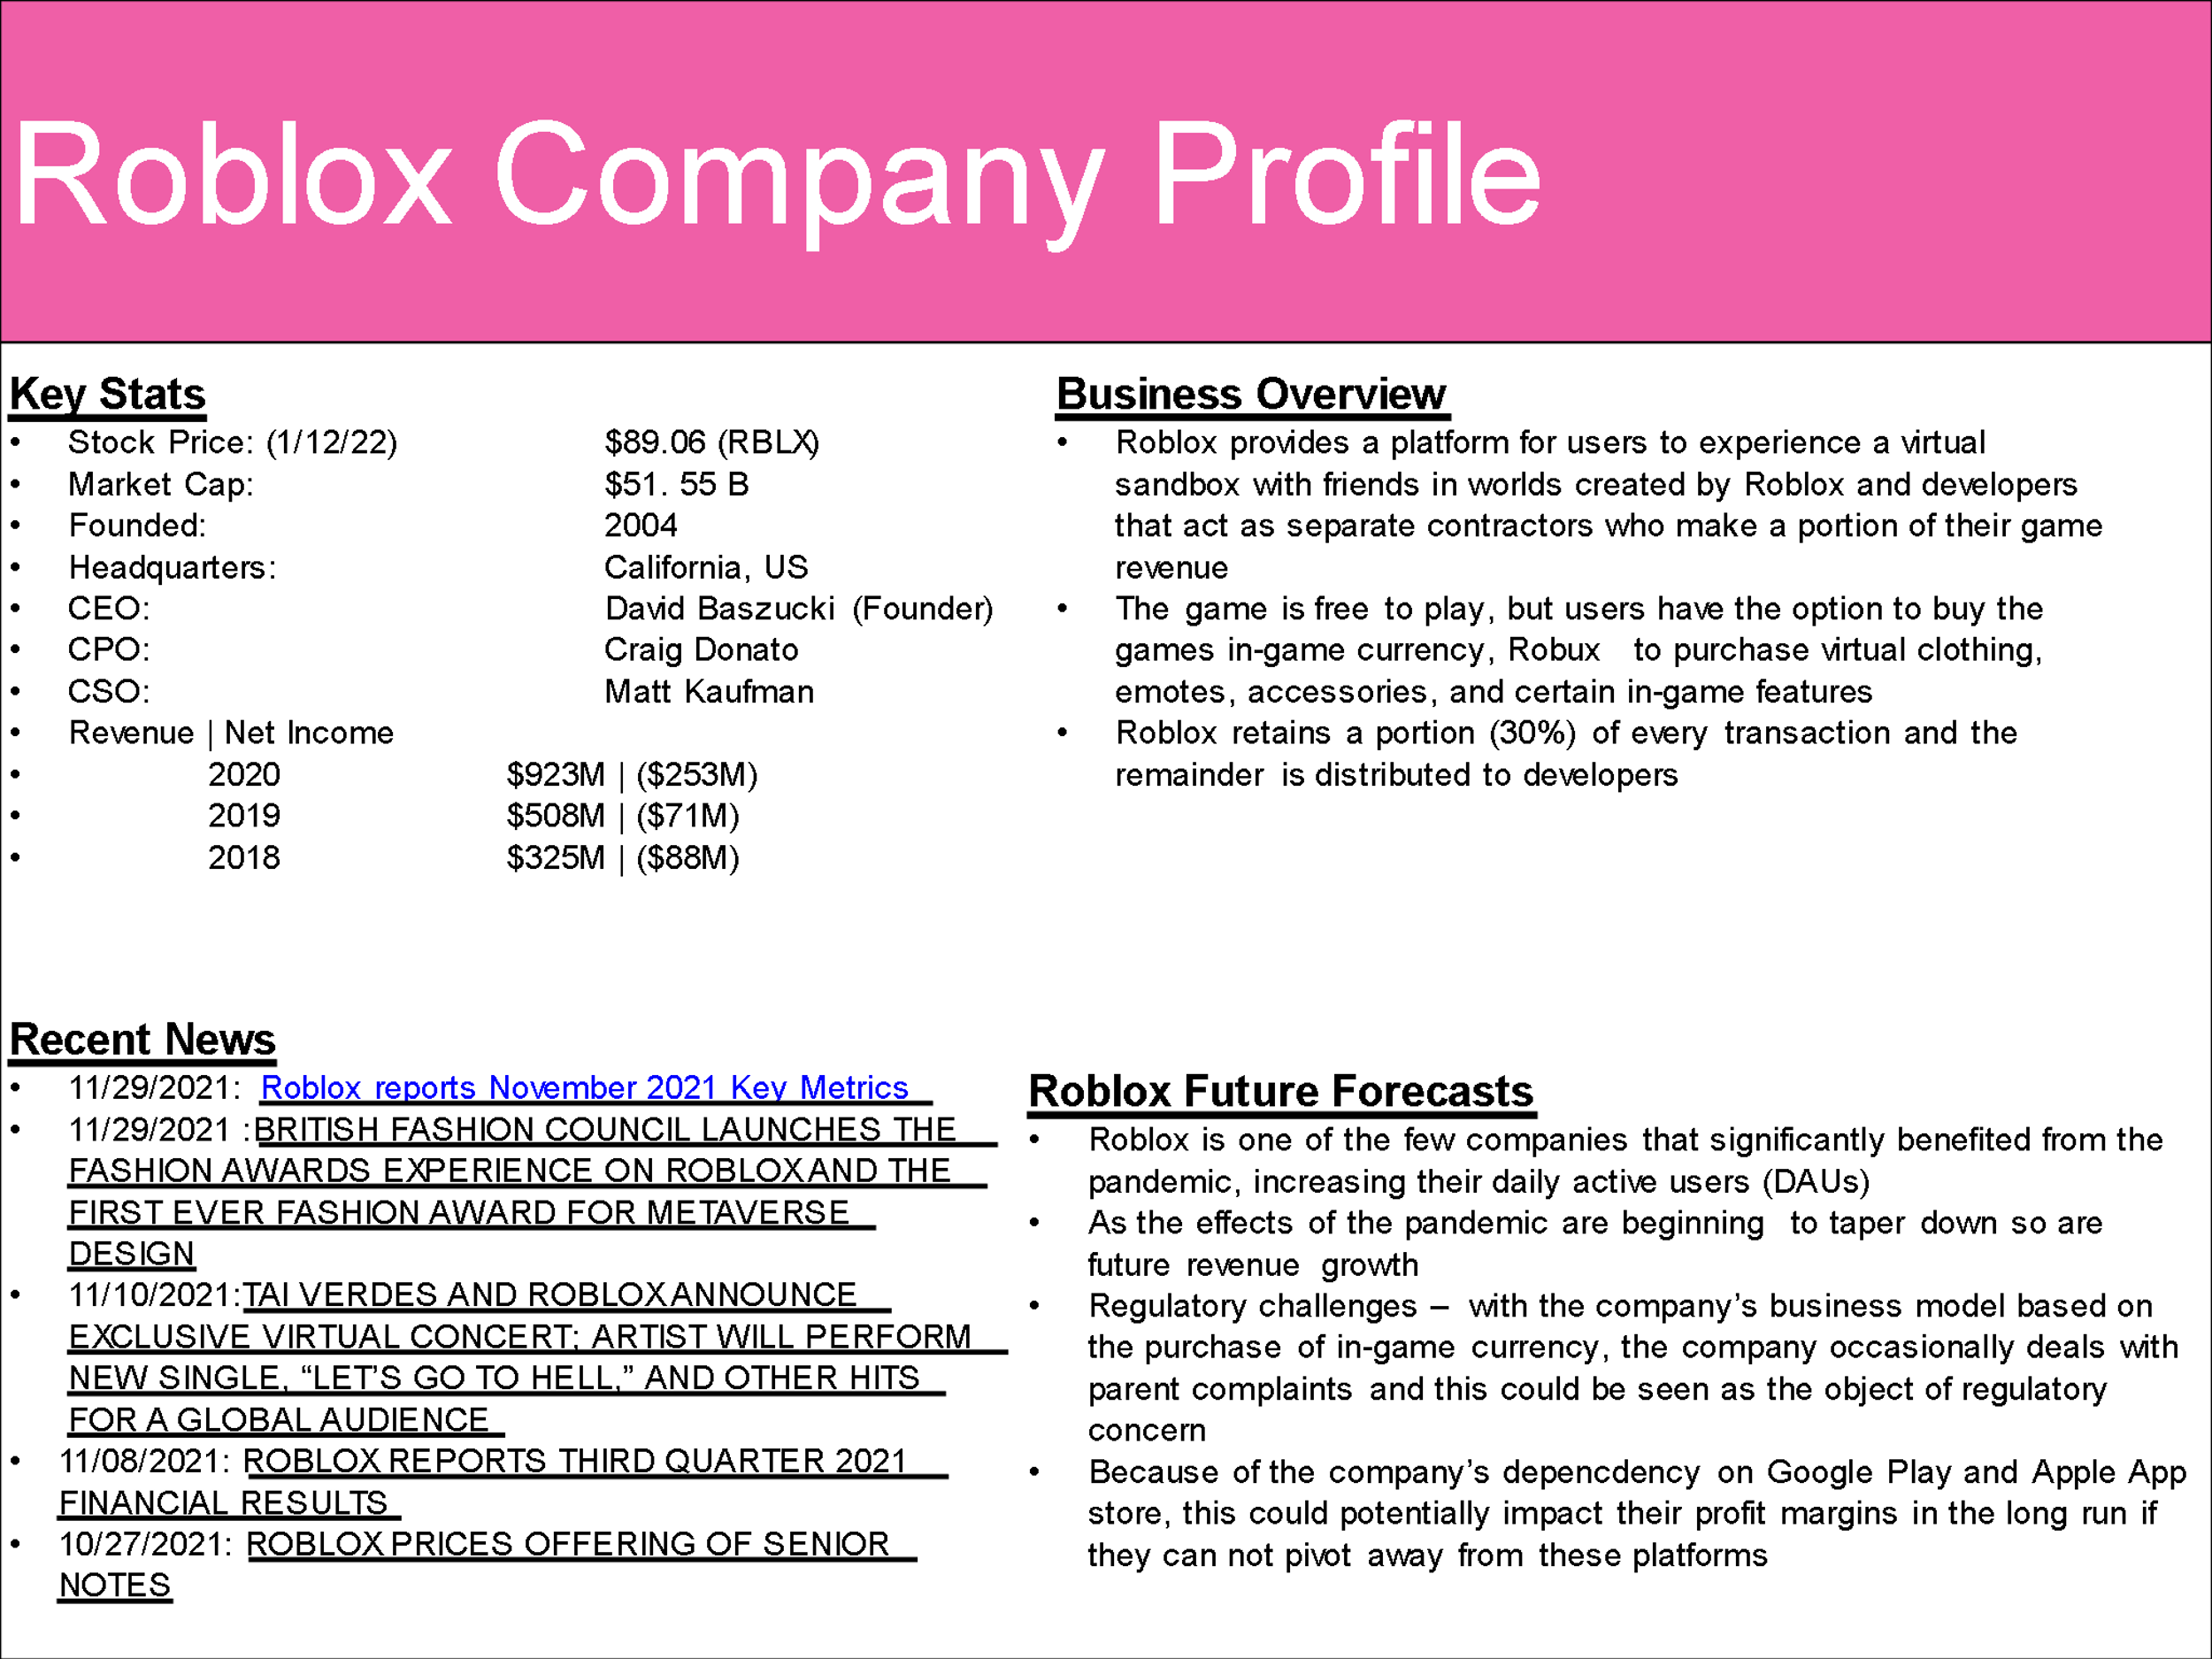 Roblox Company Profile
Key Stats
• Stock Price: (1/12/22) $89.06 (RBLX)
• Market Cap: $51. 55 B
• Founded: 2004
• Headquarters: California, US
• CEO: David Baszucki (Founder)
• CPO: Craig Donato
• CSO: Matt Kaufman
• Revenue | Net Income
• 2020 $923M | ($253M)
• 2019 $508M | ($71M)
• 2018 $325M | ($88M)
Business Overview
• Roblox provides a platform for users to experience a virtual
sandbox with friends in worlds created by Roblox and developers
that act as separate contractors who make a portion of their game
revenue
• The game is free to play, but users have the option to buy the
games in-game currency, Robux to purchase virtual clothing,
emotes, accessories, and certain in-game features
• Roblox retains a portion (30%) of every transaction and the
remainder is distributed to developers
Recent News
• 11/29/2021: Roblox reports November 2021 Key Metrics
• 11/29/2021 :BRITISH FASHION COUNCIL LAUNCHES THE
FASHION AWARDS EXPERIENCE ON ROBLOX AND THE
FIRST EVER FASHION AWARD FOR METAVERSE
DESIGN
• 11/10/2021:TAI VERDES AND ROBLOX ANNOUNCE
EXCLUSIVE VIRTUAL CONCERT; ARTIST WILL PERFORM
NEW SINGLE, “LET’S GO TO HELL,” AND OTHER HITS
FOR A GLOBAL AUDIENCE
• 11/08/2021: ROBLOX REPORTS THIRD QUARTER 2021
FINANCIAL RESULTS
• 10/27/2021: ROBLOX PRICES OFFERING OF SENIOR
NOTES
Roblox Future Forecasts
• Roblox is one of the few companies that significantly benefited from the
pandemic, increasing their daily active users (DAUs)
• As the effects of the pandemic are beginning to taper down so are
future revenue growth
• Regulatory challenges – with the company’s business model based on
the purchase of in-game currency, the company occasionally deals with
parent complaints and this could be seen as the object of regulatory
concern
• Because of the company’s depencdency on Google Play and Apple App
store, this could potentially impact their profit margins in the long run if
they can not pivot away from these platforms